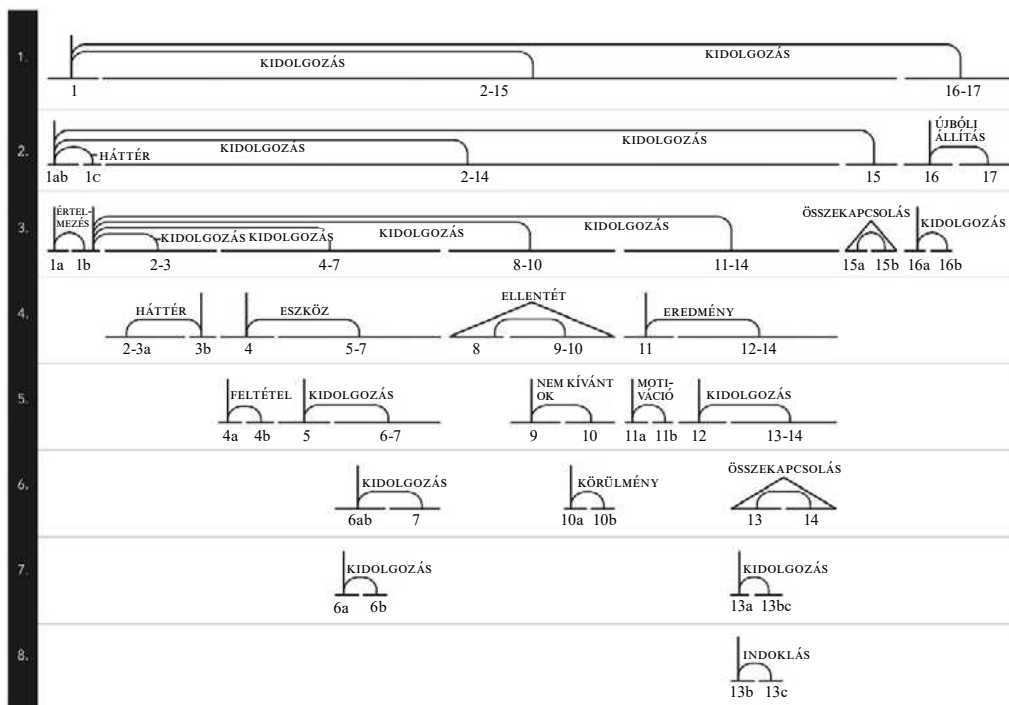 1.
KIDOLGOZÁS KIDOLGOZÁS
1 2-15 16-17
2.
HÁTTÉR KIDOLGOZÁS KIDOLGOZÁS ÚJBÓLI
ÁLLÍTÁS
1ab 1c 2-14 15 16 17
3.
ÉRTEL-
MEZÉS KIDOLGOZÁS KIDOLGOZÁS KIDOLGOZÁS KIDOLGOZÁS ÖSSZEKAPCSOLÁS KIDOLGOZÁS
1a 1b 2-3 4-7 8-10 11-14 15a 15b 16a 16b
4.
HÁTTÉR ESZKÖZ ELLENTÉT EREDMÉNY
2-3a 3b 4 5-7 8 9-10 11 12-14
5.
FELTÉTEL KIDOLGOZÁS NEM KÍVÁNT
OK MOTI-
VÁCIÓ KIDOLGOZÁS
4a 4b 5 6-7 9 10 11a 11b 12 13-14
6.
KIDOLGOZÁS KÖRÜLMÉNY ÖSSZEKAPCSOLÁS
6ab 7 10a 10b 13 14
7.
KIDOLGOZÁS KIDOLGOZÁS
6a 6b 13a 13bc
8.
INDOKLÁS
13b 13c